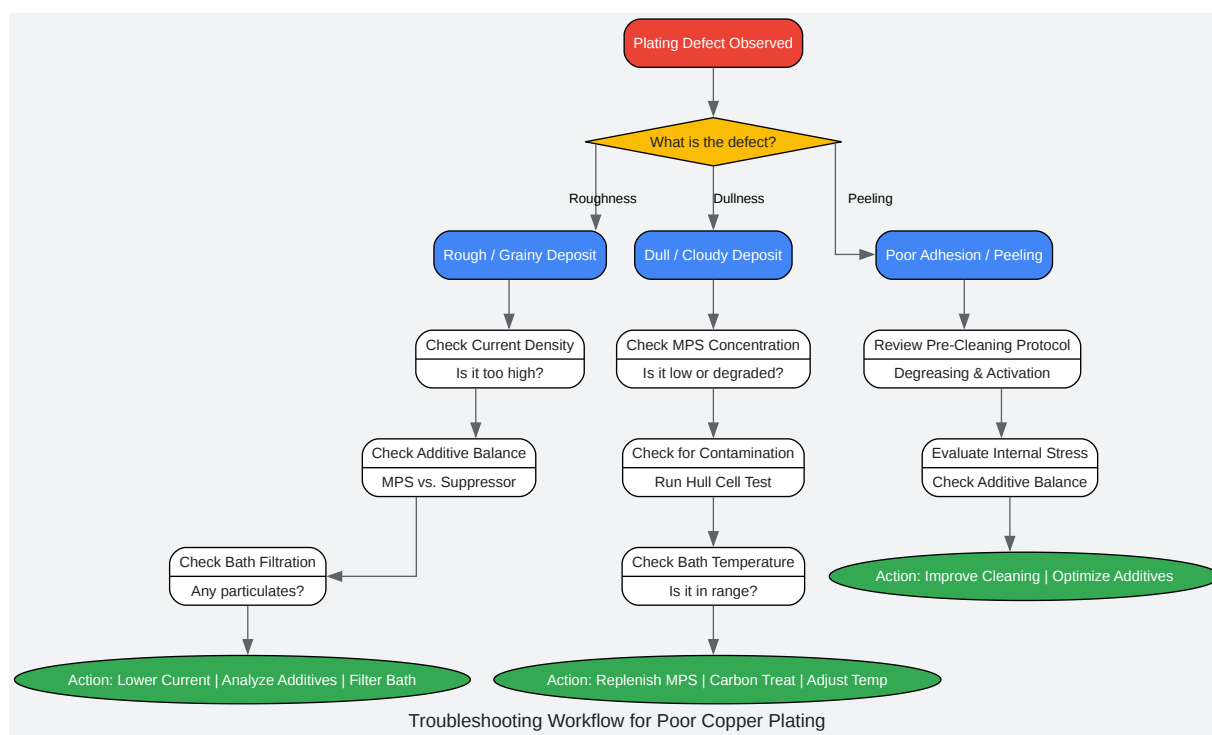 Plating Defect Observed
What is the defect?
Roughness
Dullness
Peeling
Rough / Grainy Deposit
Dull / Cloudy Deposit
Poor Adhesion / Peeling
Check Current Density
Is it too high?
Check MPS Concentration
Is it low or degraded?
Review Pre-Cleaning Protocol
Degreasing & Activation
Check Additive Balance
MPS vs. Suppressor
Check for Contamination
Run Hull Cell Test
Evaluate Internal Stress
Check Additive Balance
Check Bath Filtration
Any particulates?
Check Bath Temperature
Is it in range?
Action: Improve Cleaning | Optimize Additives
Action: Lower Current | Analyze Additives | Filter Bath
Action: Replenish MPS | Carbon Treat | Adjust Temp
Troubleshooting Workflow for Poor Copper Plating